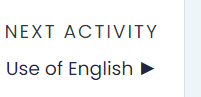 NEXT ACTIVITY
Use of English ►